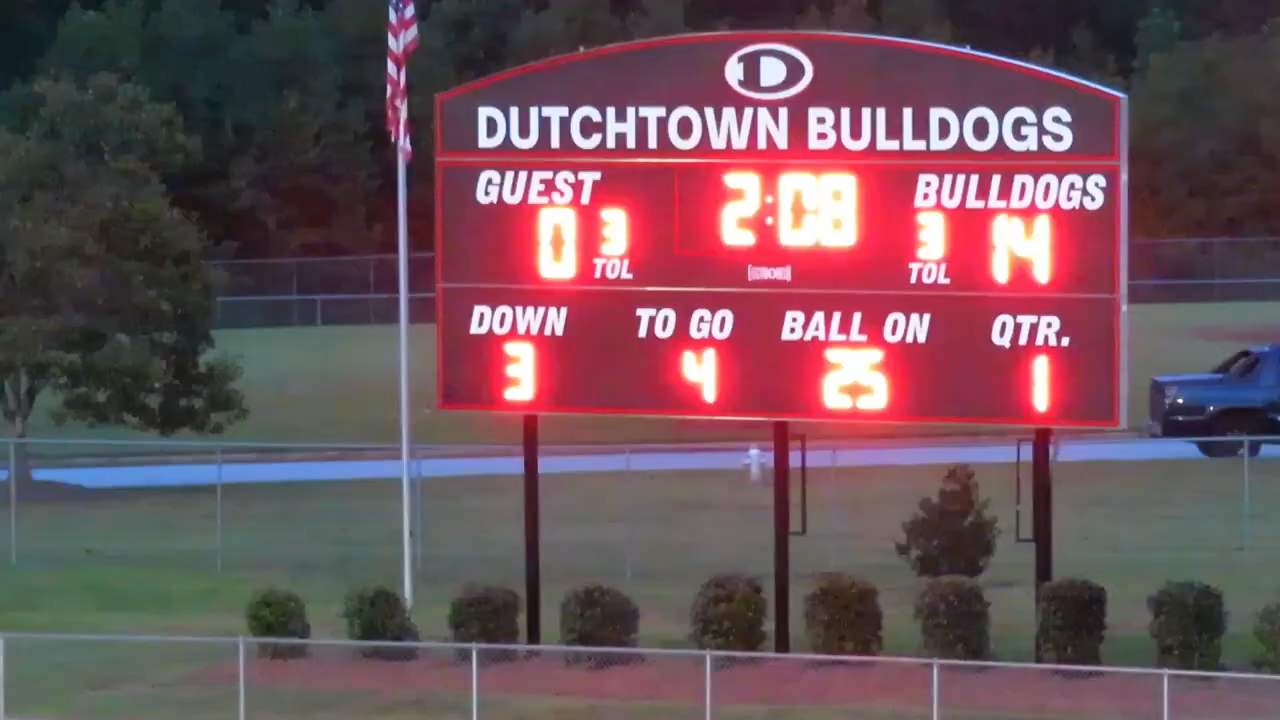 D
DUTCHTOWN BULLDOGS
GUEST 2:08 BULLDOGS
0 3 TOL 3 TOL 14
DOWN TO GO BALL ON QTR.
3 4 25 1